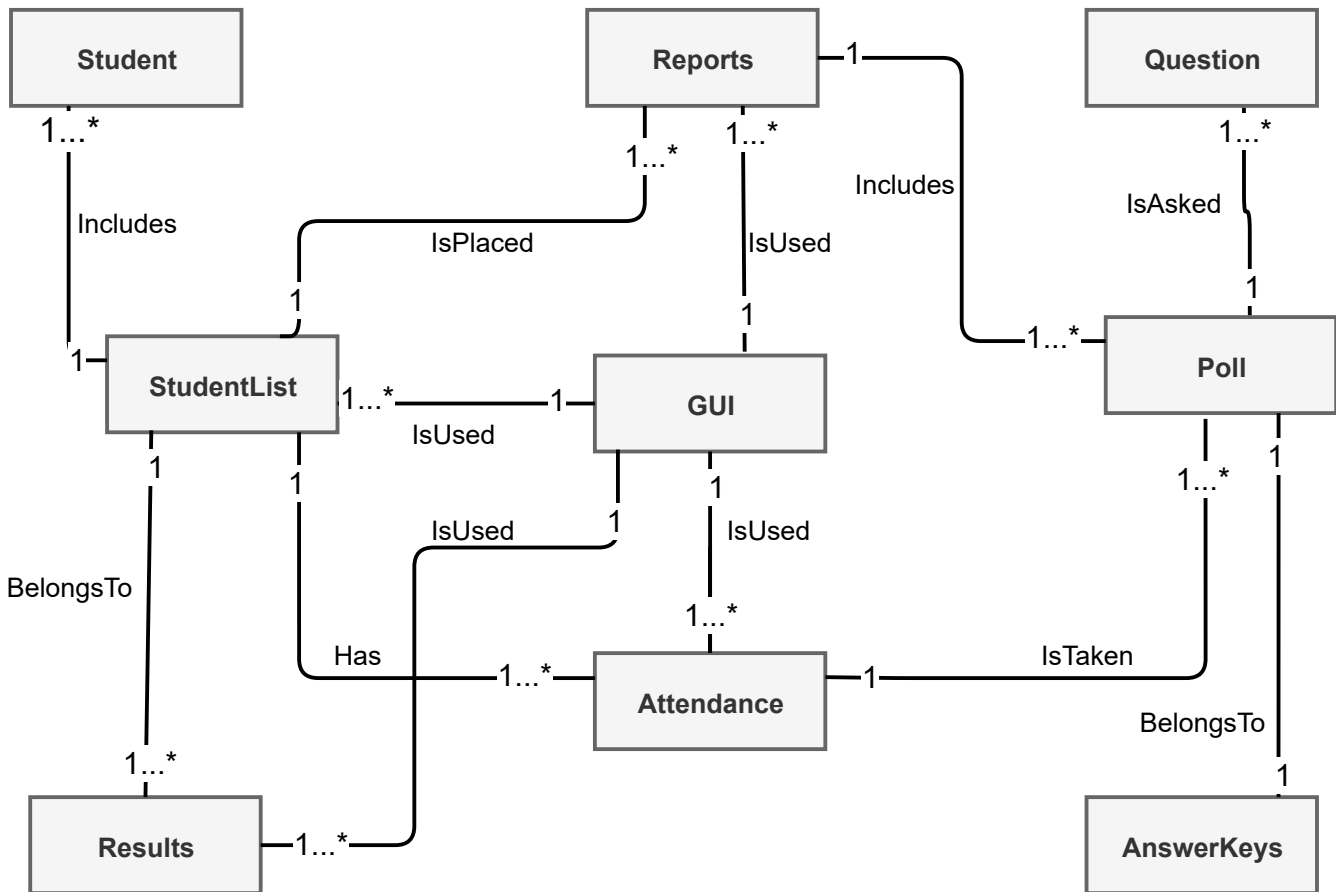 Student
Reports
1
Question
1...*
1...*
1...*
1...*
Includes
Includes
IsAsked
IsPlaced
IsUsed
1
1
1
1
1...*
StudentList
1...*
1
GUI
Poll
IsUsed
1
1
1
1...*
1
IsUsed
1
IsUsed
BelongsTo
1...*
Has
1...*
IsTaken
1
Attendance
BelongsTo
1...*
1
Results
1...*
AnswerKeys